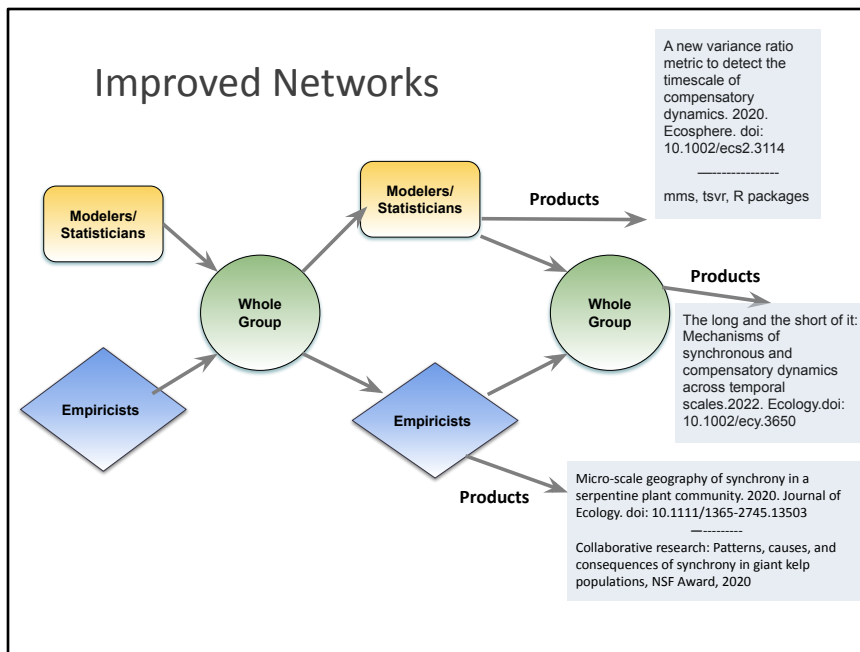 Improved Networks
A new variance ratio
metric to detect the
timescale of
compensatory
dynamics. 2020.
Ecosphere. doi:
10.1002/ecs2.3114
—--------------
mms, tsvr, R packages
Modelers/
Statisticians
Modelers/
Statisticians
Products
Whole
Group
Whole
Group
Products
The long and the short of it:
Mechanisms of
synchronous and
compensatory dynamics
across temporal
scales.2022. Ecology.doi:
10.1002/ecy.3650
Empiricists
Empiricists
Products
Micro-scale geography of synchrony in a
serpentine plant community. 2020. Journal of
Ecology. doi: 10.1111/1365-2745.13503
—---------
Collaborative research: Patterns, causes, and
consequences of synchrony in giant kelp
populations, NSF Award, 2020